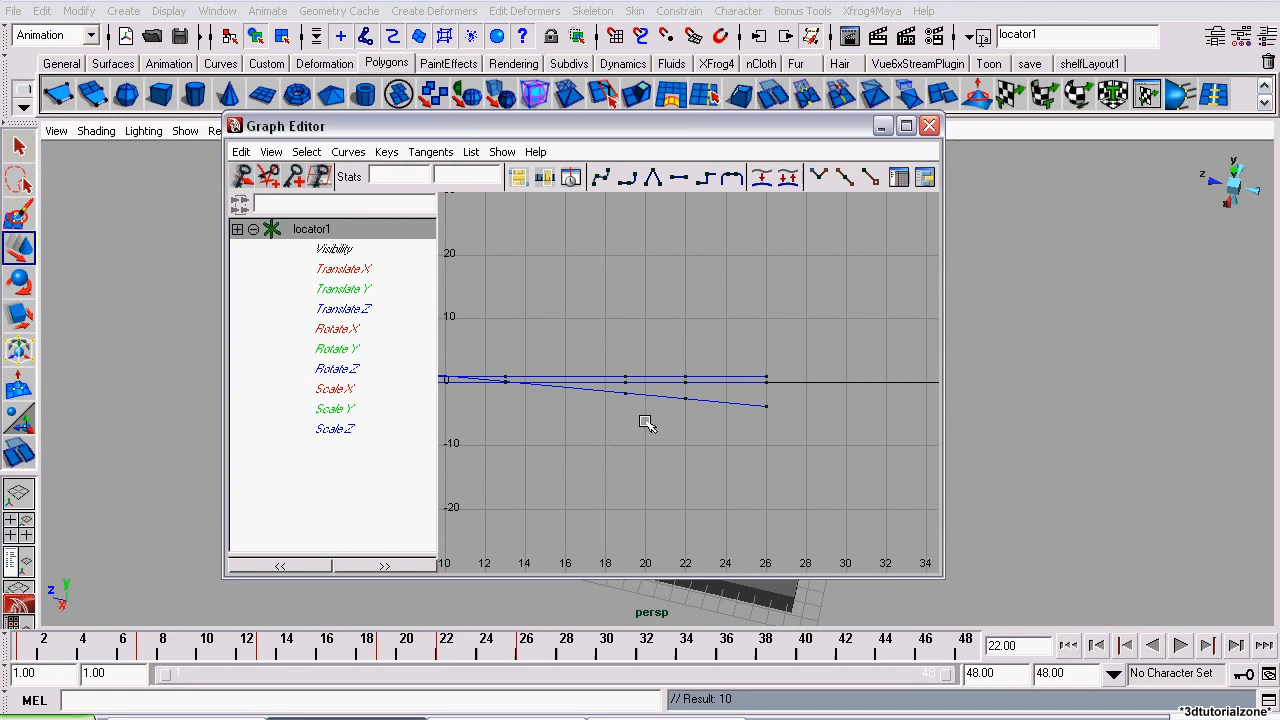 File Edit Modify Create Display Window Animate Geometry Cache Create Deformers Edit Deformers Skeleton Skin Constrain Character Bonus Tools Xfrog4Maya Help
Animation locator1
General Surfaces Animation Curves Custom Deformation Polygons PaintEffects Rendering Subdivs Dynamics Fluids XFrog4 nCloth Fur Hair Vue6xStreamPlugin Toon save shelfLayout1
View Shading Lighting Show Re
Graph Editor
Edit View Select Curves Keys Tangents List Show Help
Stats
locator1
Visibility
Translate X
Translate Y
Translate Z
Rotate X
Rotate Y
Rotate Z
Scale X
Scale Y
Scale Z
20
10
0
-10
-20
10 12 14 16 18 20 22 24 26 28 30 32 34
<< >>
y
z
x
y
z
x
persp
2 4 6 8 10 12 14 16 18 20 22 24 26 28 30 32 34 36 38 40 42 44 46 48 22.00
1.00 1.00 1 48 48.00 48.00 No Character Set
MEL // Result: 10
*3dtutorialzone*